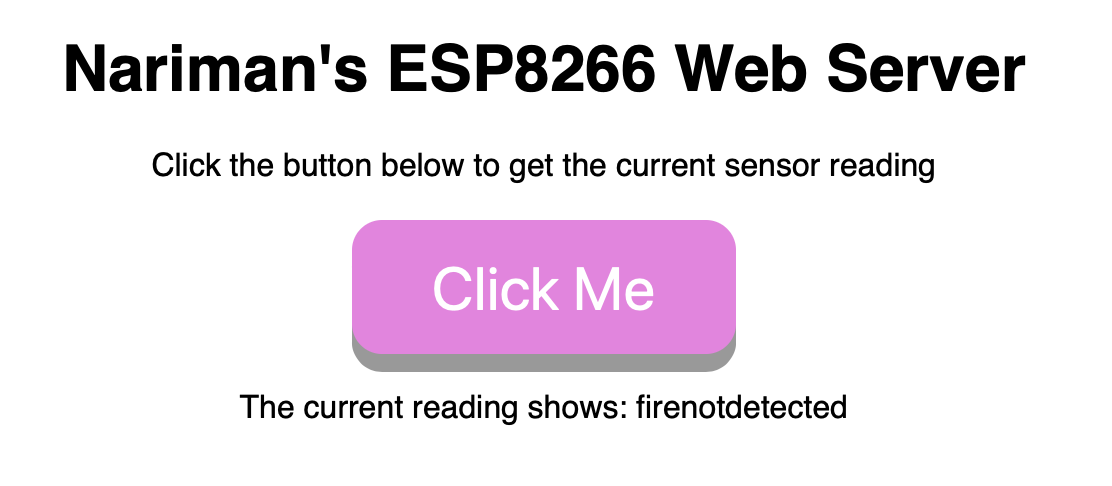 Nariman's ESP8266 Web Server
Click the button below to get the current sensor reading
Click Me
The current reading shows: firenotdetected